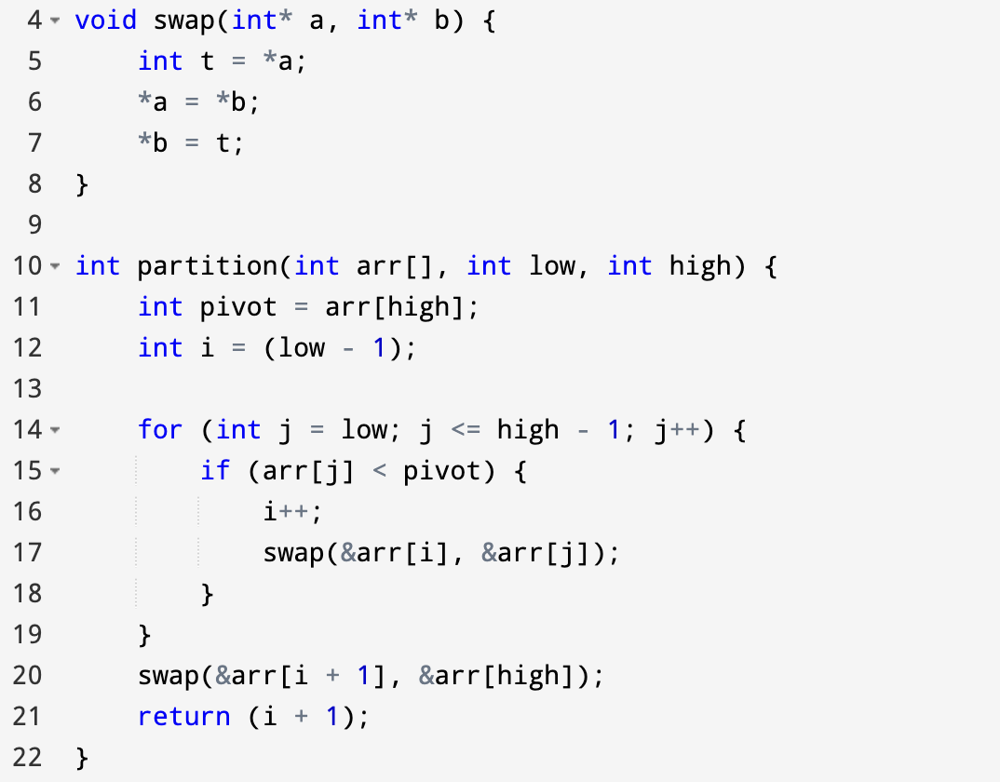 4 void swap(int* a, int* b) {
5     int t = *a;
6     *a = *b;
7     *b = t;
8 }
9
10 int partition(int arr[], int low, int high) {
11     int pivot = arr[high];
12     int i = (low - 1);
13
14     for (int j = low; j <= high - 1; j++) {
15         if (arr[j] < pivot) {
16             i++;
17             swap(&arr[i], &arr[j]);
18         }
19     }
20     swap(&arr[i + 1], &arr[high]);
21     return (i + 1);
22 }